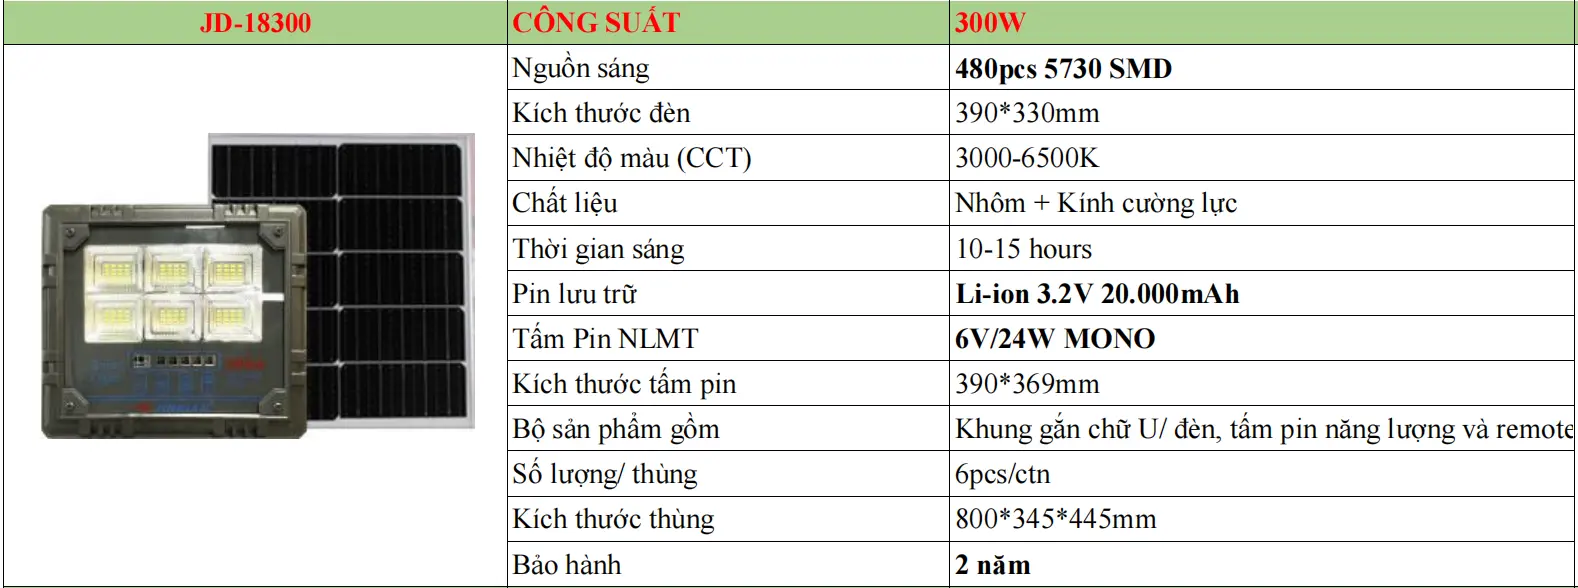 JD-18300 CÔNG SUẤT 300W
Nguồn sáng 480pcs 5730 SMD
Kích thước đèn 390*330mm
Nhiệt độ màu (CCT) 3000-6500K
Chất liệu Nhôm + Kính cường lực
Thời gian sáng 10-15 hours
Pin lưu trữ Li-ion 3.2V 20.000mAh
Tấm Pin NLMT 6V/24W MONO
Kích thước tấm pin 390*369mm
Bộ sản phẩm gồm Khung gắn chữ U/ đèn, tấm pin năng lượng và remote
Số lượng/ thùng 6pcs/ctn
Kích thước thùng 800*345*445mm
Bảo hành 2 năm